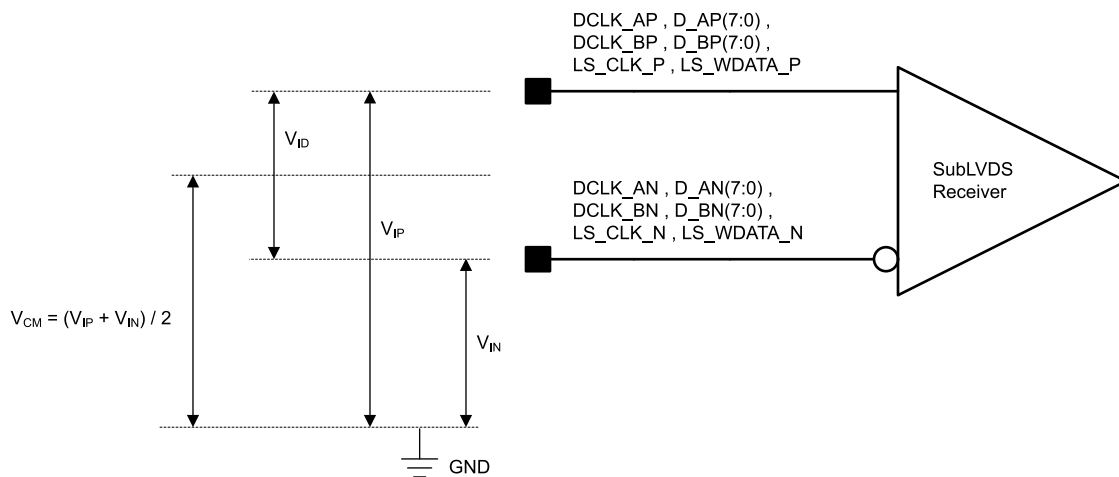 DCLK_AP , D_AP(7:0) ,
DCLK_BP , D_BP(7:0) ,
LS_CLK_P , LS_WDATA_P
V_ID
SubLVDS
Receiver
DCLK_AN , D_AN(7:0) ,
DCLK_BN , D_BN(7:0) ,
LS_CLK_N , LS_WDATA_N
V_IP
V_CM = (V_IP + V_IN) / 2
V_IN
GND